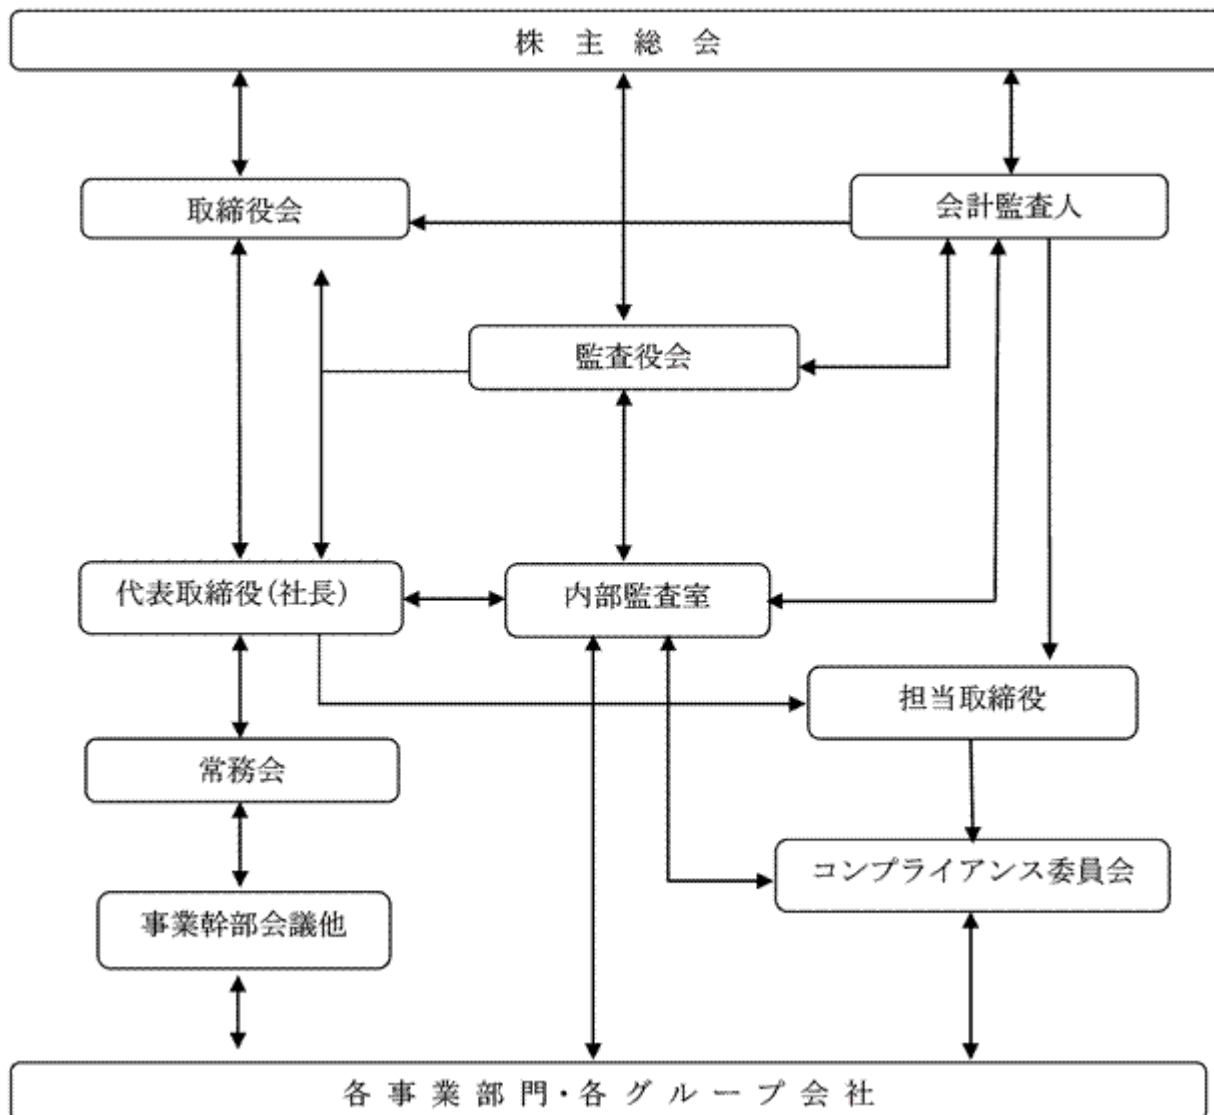 株 主 総 会
取締役会
会計監査人
監査役会
代表取締役(社長)
内部監査室
担当取締役
常務会
コンプライアンス委員会
事業幹部会議他
各 事 業 部 門・各 グ ル ー プ 会 社